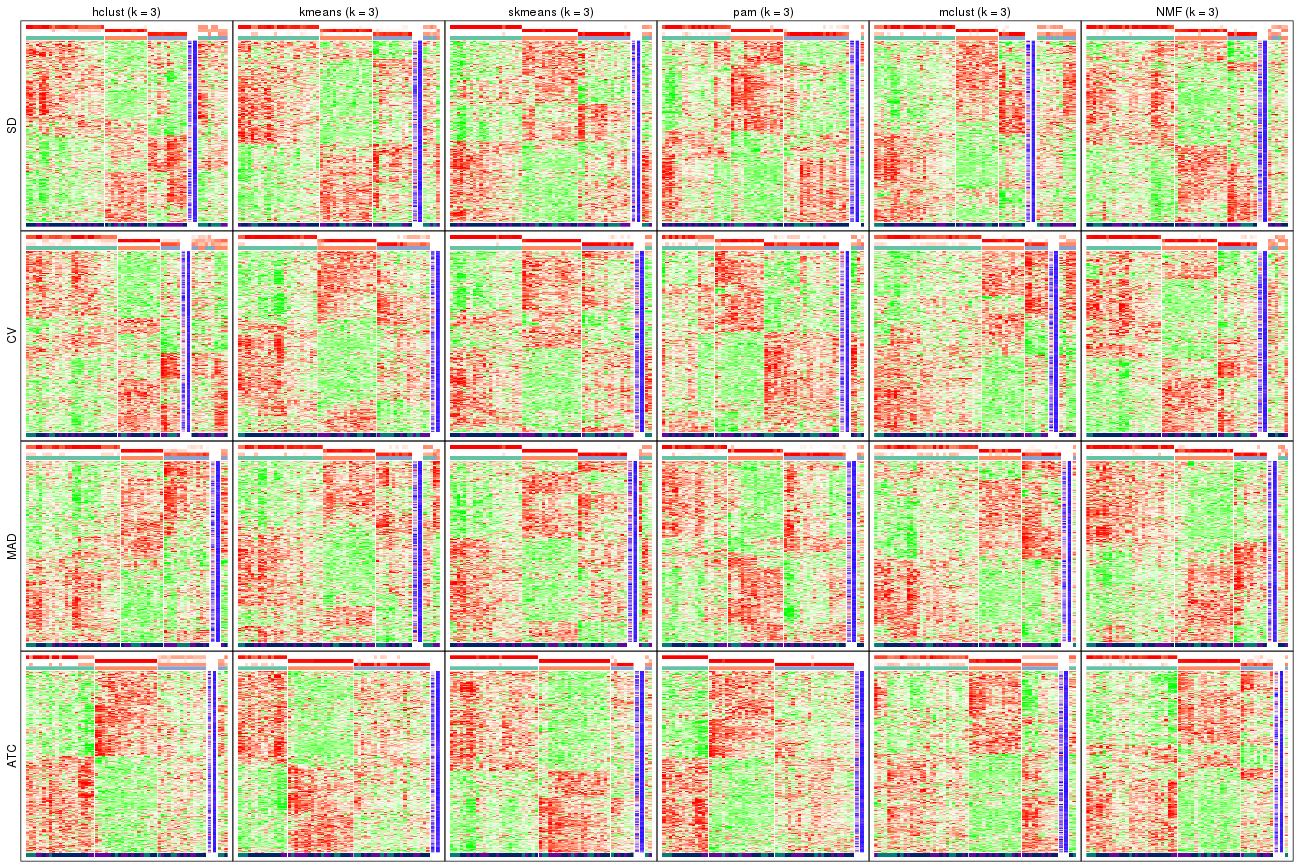 hclust (k = 3) kmeans (k = 3) skmeans (k = 3) pam (k = 3) mclust (k = 3) NMF (k = 3)
SD
CV
MAD
ATC